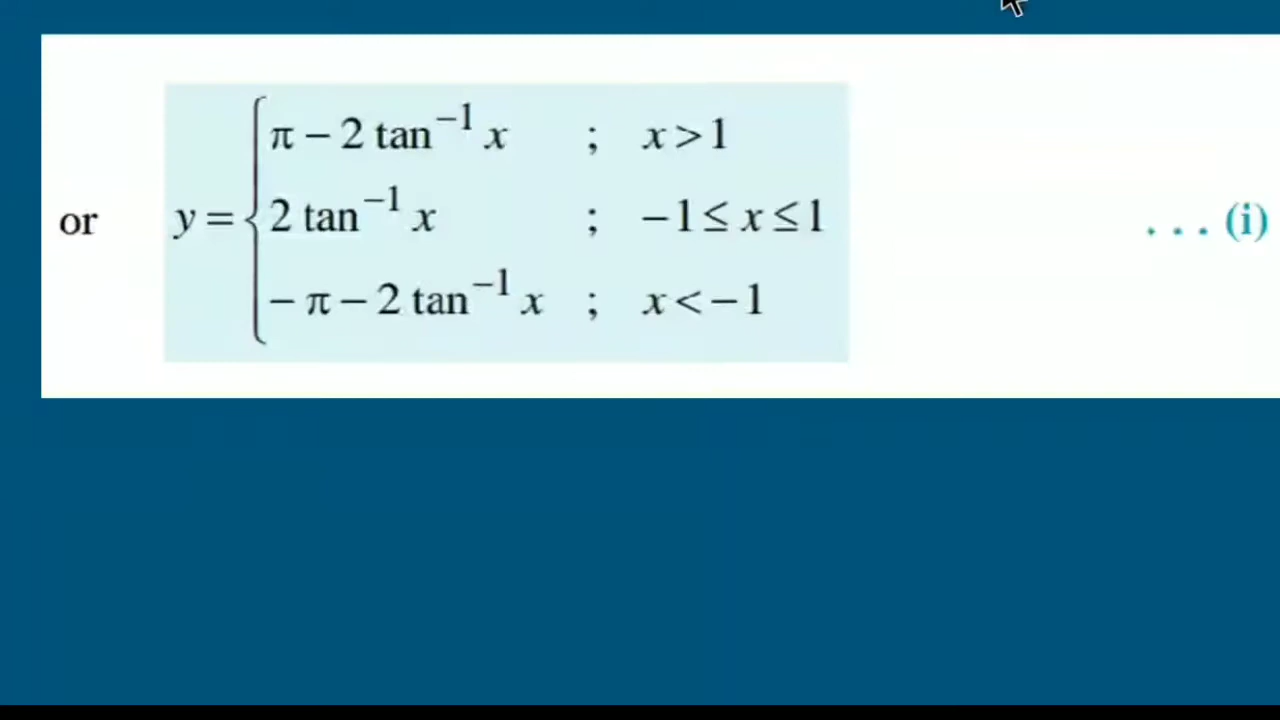 π − 2 tan⁻¹ x ; x > 1
or y = { 2 tan⁻¹ x ; −1 ≤ x ≤ 1 . . . (i)
− π − 2 tan⁻¹ x ; x < − 1